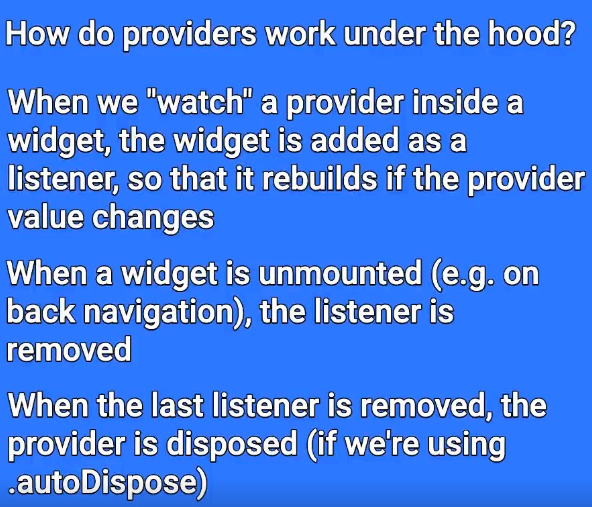 How do providers work under the hood?
When we "watch" a provider inside a
widget, the widget is added as a
listener, so that it rebuilds if the provider
value changes
When a widget is unmounted (e.g. on
back navigation), the listener is
removed
When the last listener is removed, the
provider is disposed (if we're using
.autoDispose)